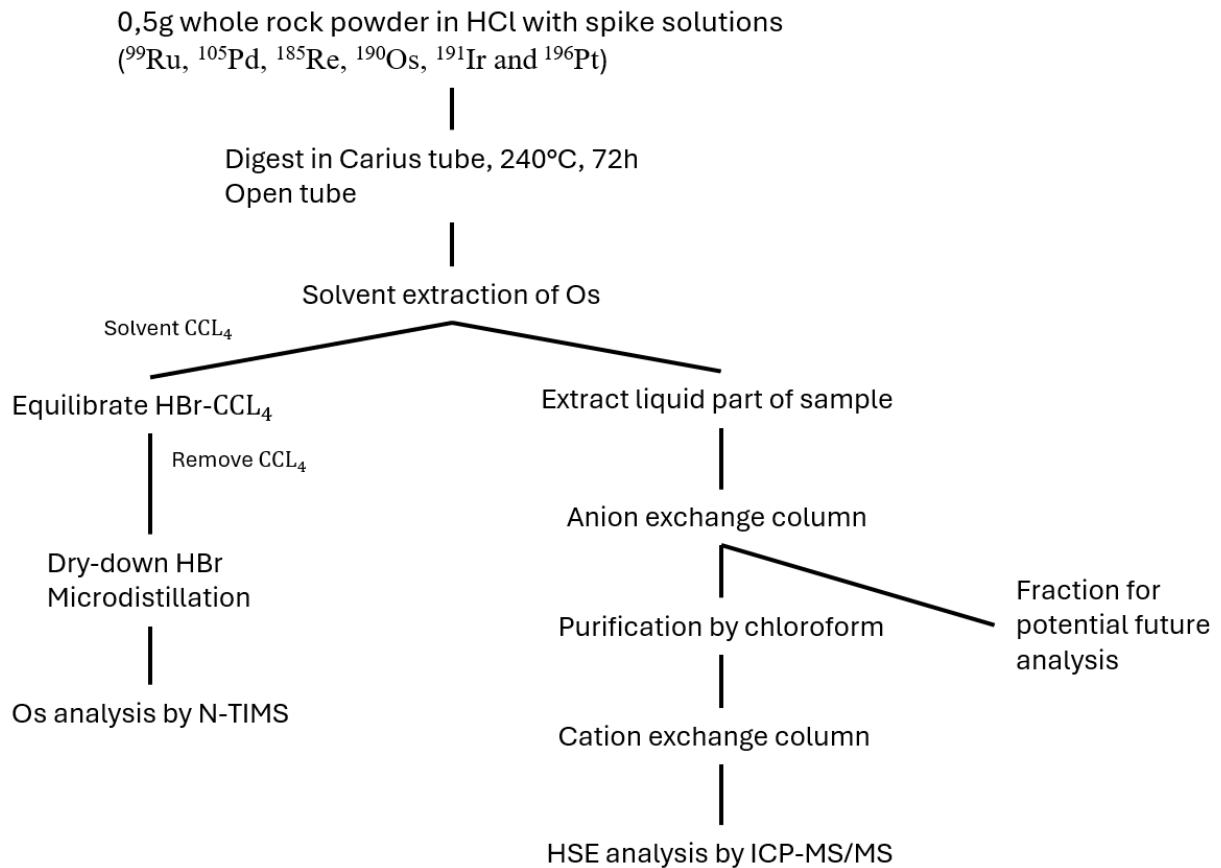 0,5g whole rock powder in HCl with spike solutions
(⁹⁹Ru, ¹⁰⁵Pd, ¹⁸⁵Re, ¹⁹⁰Os, ¹⁹¹Ir and ¹⁹⁶Pt)
Digest in Carius tube, 240°C, 72h
Open tube
Solvent extraction of Os
Solvent CCL₄
Equilibrate HBr-CCL₄
Remove CCL₄
Dry-down HBr
Microdistillation
Os analysis by N-TIMS
Extract liquid part of sample
Anion exchange column
Purification by chloroform
Fraction for
potential future
analysis
Cation exchange column
HSE analysis by ICP-MS/MS